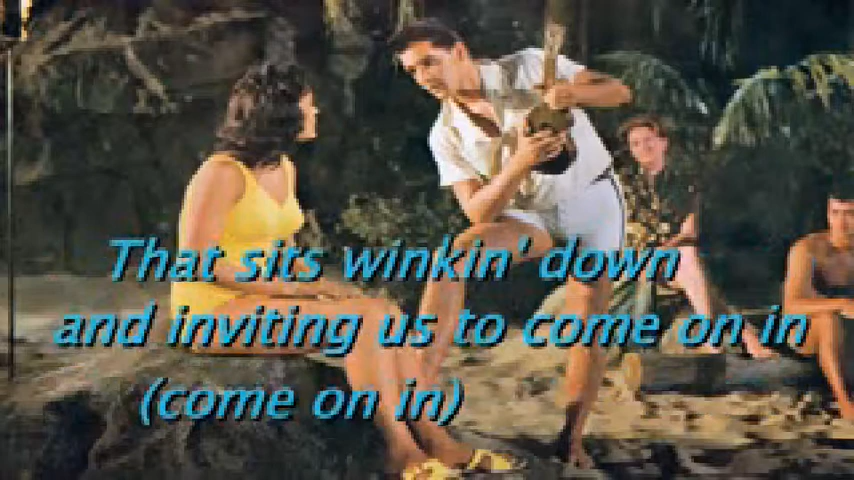 That sits winkin' down
and inviting us to come on in
(come on in)